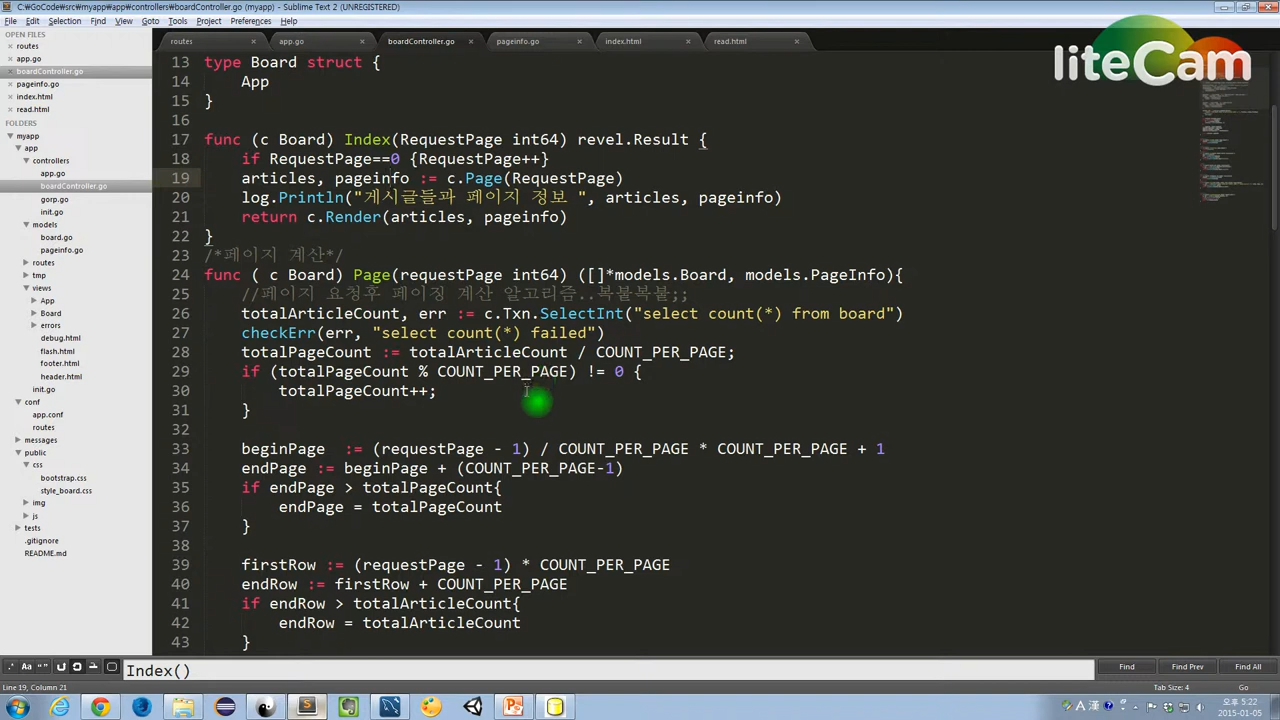 C:\GoCode\src\myapp\app\controllers\boardController.go (myapp) - Sublime Text 2 (UNREGISTERED)
File Edit Selection Find View Goto Tools Project Preferences Help
OPEN FILES
routes
app.go
boardController.go
pageinfo.go
index.html
read.html
FOLDERS
myapp
app
controllers
app.go
boardController.go
gorp.go
init.go
models
board.go
pageinfo.go
routes
tmp
views
App
Board
errors
debug.html
flash.html
footer.html
header.html
init.go
conf
app.conf
routes
messages
public
css
bootstrap.css
style_board.css
img
js
tests
.gitignore
README.md
routes app.go boardController.go pageinfo.go index.html read.html
liteCam
13 type Board struct {
14 App
15 }
16
17 func (c Board) Index(RequestPage int64) revel.Result {
18 if RequestPage==0 {RequestPage++}
19 articles, pageinfo := c.Page(requestPage)
20 log.Println("게시글들과 페이지 정보 ", articles, pageinfo)
21 return c.Render(articles, pageinfo)
22 }
23 /*페이지 계산*/
24 func ( c Board) Page(requestPage int64) ([]*models.Board, models.PageInfo){
25 //페이지 요청후 페이징 계산 알고리즘..복불복붙;;
26 totalArticleCount, err := c.Txn.SelectInt("select count(*) from board")
27 checkErr(err, "select count(*) failed")
28 totalPageCount := totalArticleCount / COUNT_PER_PAGE;
29 if (totalPageCount % COUNT_PER_PAGE) != 0 {
30 totalPageCount++;
31 }
32
33 beginPage := (requestPage - 1) / COUNT_PER_PAGE * COUNT_PER_PAGE + 1
34 endPage := beginPage + (COUNT_PER_PAGE-1)
35 if endPage > totalPageCount{
36 endPage = totalPageCount
37 }
38
39 firstRow := (requestPage - 1) * COUNT_PER_PAGE
40 endRow := firstRow + COUNT_PER_PAGE
41 if endRow > totalArticleCount{
42 endRow = totalArticleCount
43 }
.* Aa “” Index() Find Find Prev Find All
Line 19, Column 21 Tab Size: 4 Go
A 漢 오후 5:22
2015-01-05